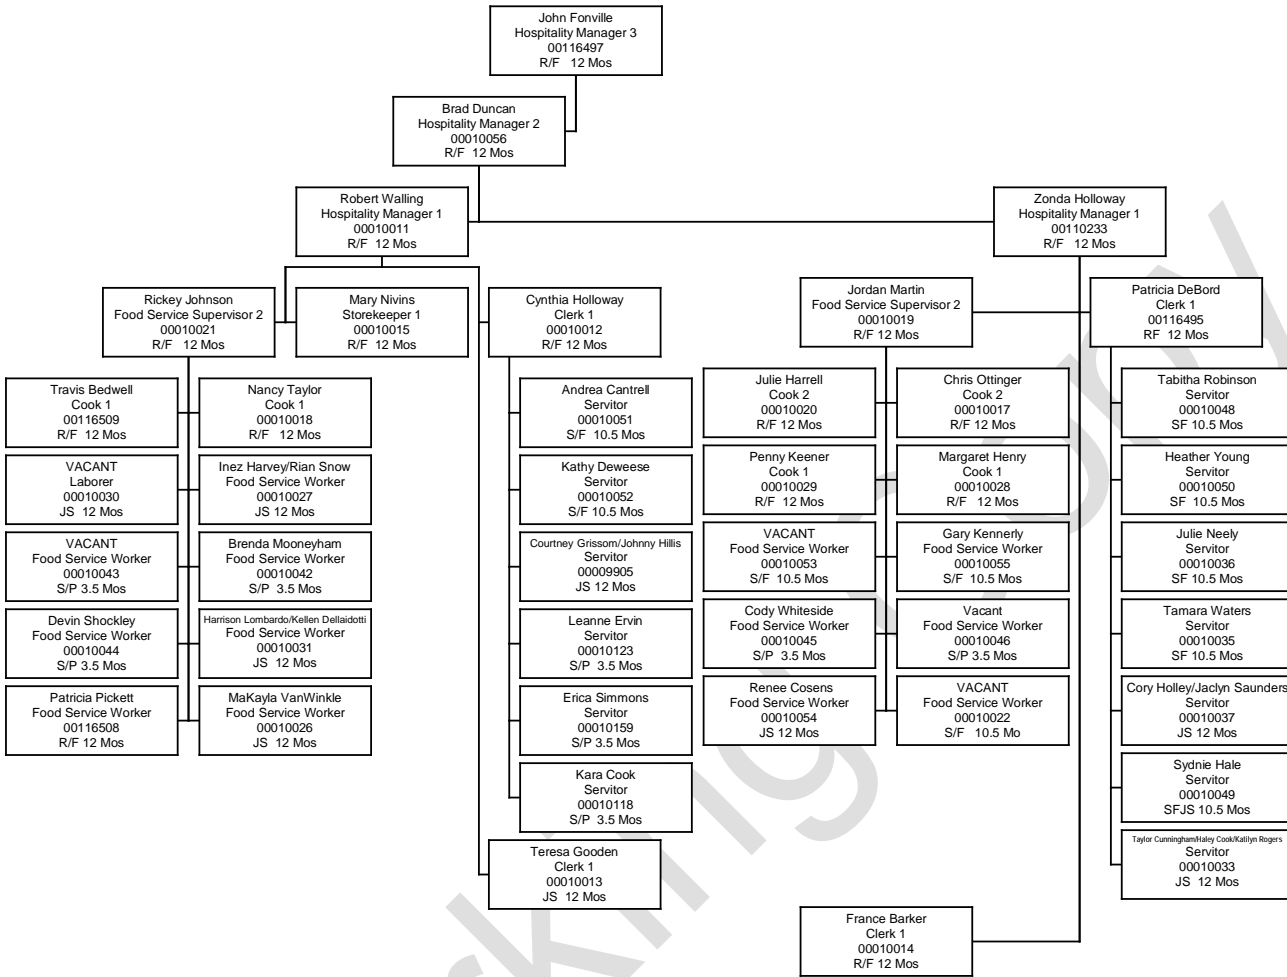 John Fonville
Hospitality Manager 3
00116497
R/F 12 Mos
Brad Duncan
Hospitality Manager 2
00010056
R/F 12 Mos
Robert Walling
Hospitality Manager 1
00010011
R/F 12 Mos
Zonda Holloway
Hospitality Manager 1
00110233
R/F 12 Mos
Rickey Johnson
Food Service Supervisor 2
00010021
R/F 12 Mos
Mary Nivins
Storekeeper 1
00010015
R/F 12 Mos
Cynthia Holloway
Clerk 1
00010012
R/F 12 Mos
Jordan Martin
Food Service Supervisor 2
00010019
R/F 12 Mos
Patricia DeBord
Clerk 1
00116495
RF 12 Mos
Travis Bedwell
Cook 1
00116509
R/F 12 Mos
Nancy Taylor
Cook 1
00010018
R/F 12 Mos
VACANT
Laborer
00010030
JS 12 Mos
Inez Harvey/Rian Snow
Food Service Worker
00010027
JS 12 Mos
VACANT
Food Service Worker
00010043
S/P 3.5 Mos
Brenda Mooneyham
Food Service Worker
00010042
S/P 3.5 Mos
Devin Shockley
Food Service Worker
00010044
S/P 3.5 Mos
Harrison Lombardo/Kellen Dellaidotti
Food Service Worker
00010031
JS 12 Mos
Patricia Pickett
Food Service Worker
00116508
R/F 12 Mos
MaKayla VanWinkle
Food Service Worker
00010026
JS 12 Mos
Andrea Cantrell
Servitor
00010051
S/F 10.5 Mos
Kathy Deweese
Servitor
00010052
S/F 10.5 Mos
Courtney Grissom/Johnny Hillis
Servitor
00009905
JS 12 Mos
Leanne Ervin
Servitor
00010123
S/P 3.5 Mos
Erica Simmons
Servitor
00010159
S/P 3.5 Mos
Kara Cook
Servitor
00010118
S/P 3.5 Mos
Teresa Gooden
Clerk 1
00010013
JS 12 Mos
Julie Harrell
Cook 2
00010020
R/F 12 Mos
Chris Ottinger
Cook 2
00010017
R/F 12 Mos
Penny Keener
Cook 1
00010029
R/F 12 Mos
Margaret Henry
Cook 1
00010028
R/F 12 Mos
VACANT
Food Service Worker
00010053
S/F 10.5 Mos
Gary Kennerly
Food Service Worker
00010055
S/F 10.5 Mos
Cody Whiteside
Food Service Worker
00010045
S/P 3.5 Mos
Vacant
Food Service Worker
00010046
S/P 3.5 Mos
Renee Cosens
Food Service Worker
00010054
JS 12 Mos
VACANT
Food Service Worker
00010022
S/F 10.5 Mo
Tabitha Robinson
Servitor
00010048
SF 10.5 Mos
Heather Young
Servitor
00010050
SF 10.5 Mos
Julie Neely
Servitor
00010036
SF 10.5 Mos
Tamara Waters
Servitor
00010035
SF 10.5 Mos
Cory Holley/Jaclyn Saunders
Servitor
00010037
JS 12 Mos
Sydnie Hale
Servitor
00010049
SFJS 10.5 Mos
Taylor Cunningham/Haley Cook/Katilyn Rogers
Servitor
00010033
JS 12 Mos
France Barker
Clerk 1
00010014
R/F 12 Mos